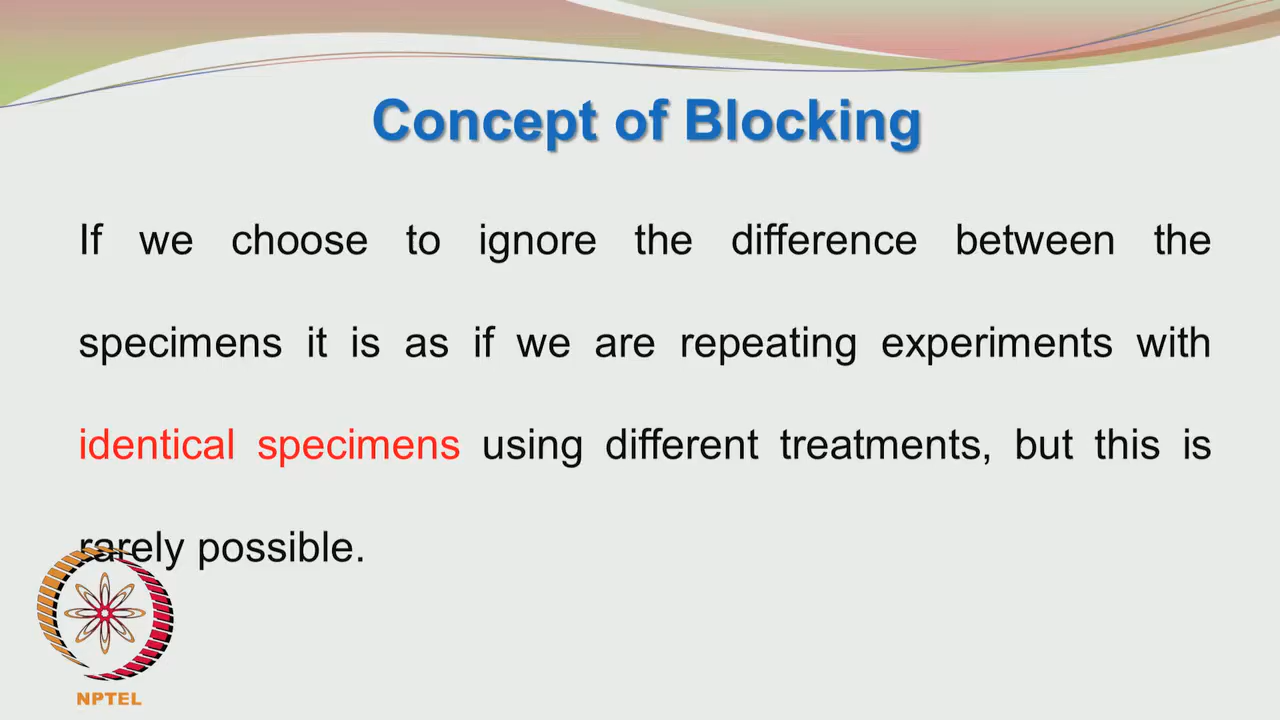 Concept of Blocking
If we choose to ignore the difference between the
specimens it is as if we are repeating experiments with
identical specimens using different treatments, but this is
rarely possible.
NPTEL